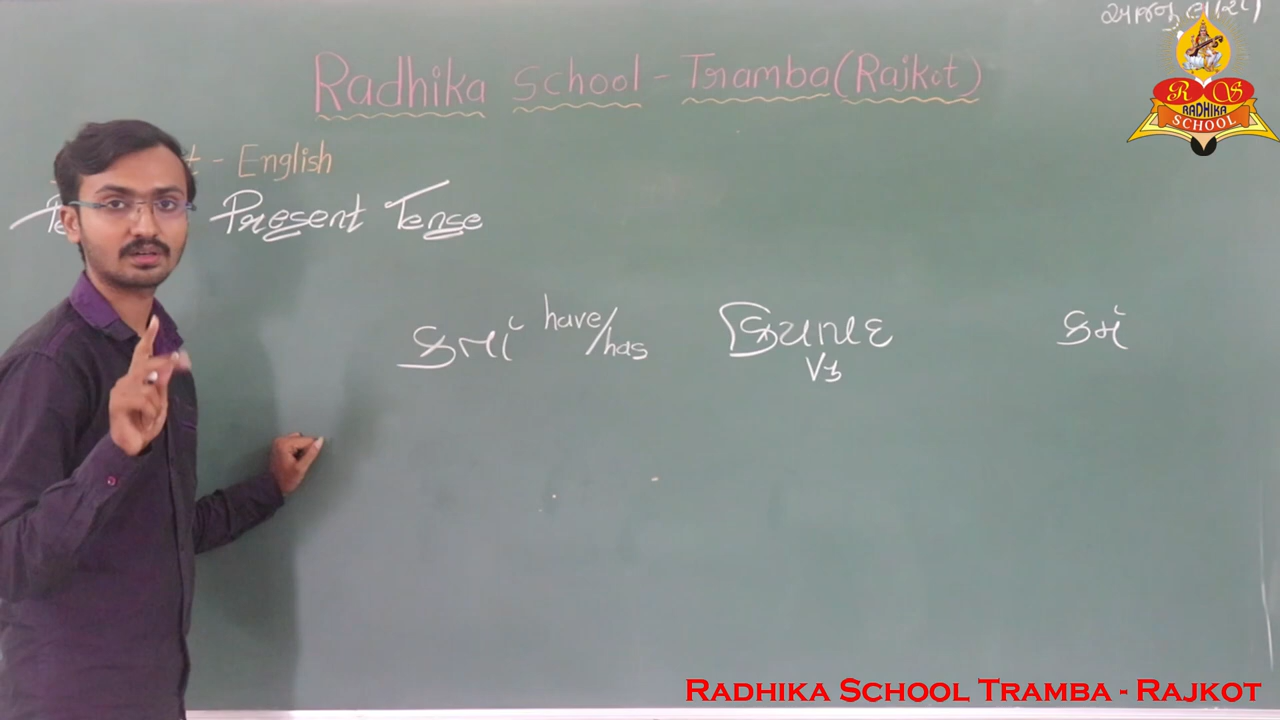 Radhika School - Tramba (Rajkot)
R S
RADHIKA
SCHOOL
- English
Present Tense
કર્તા have/has ક્રિયાપદ કર્મ
V3
RADHIKA SCHOOL TRAMBA - RAJKOT